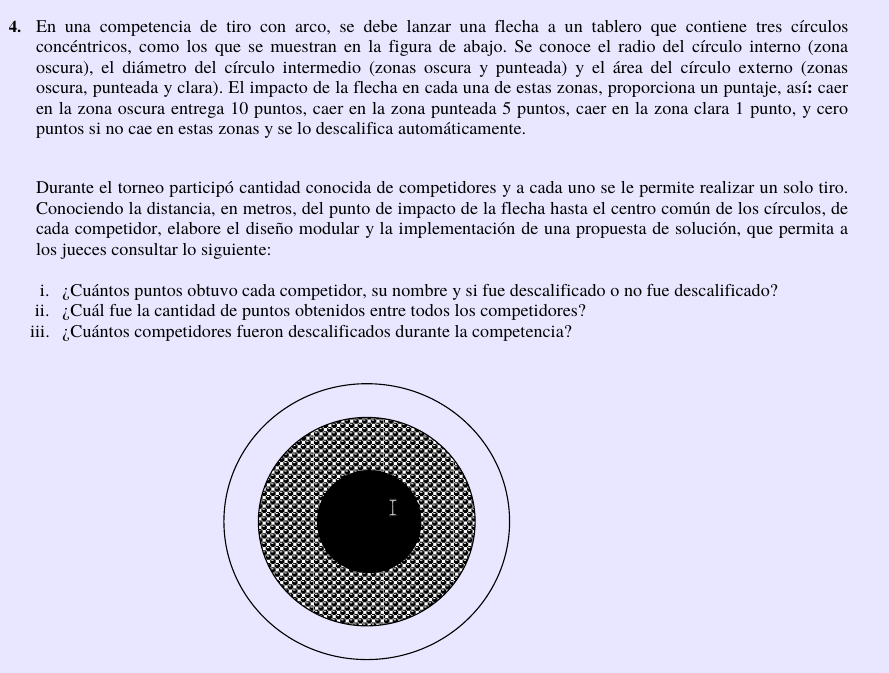 4. En una competencia de tiro con arco, se debe lanzar una flecha a un tablero que contiene tres círculos
concéntricos, como los que se muestran en la figura de abajo. Se conoce el radio del círculo interno (zona
oscura), el diámetro del círculo intermedio (zonas oscura y punteada) y el área del círculo externo (zonas
oscura, punteada y clara). El impacto de la flecha en cada una de estas zonas, proporciona un puntaje, así: caer
en la zona oscura entrega 10 puntos, caer en la zona punteada 5 puntos, caer en la zona clara 1 punto, y cero
puntos si no cae en estas zonas y se lo descalifica automáticamente.
Durante el torneo participó cantidad conocida de competidores y a cada uno se le permite realizar un solo tiro.
Conociendo la distancia, en metros, del punto de impacto de la flecha hasta el centro común de los círculos, de
cada competidor, elabore el diseño modular y la implementación de una propuesta de solución, que permita a
los jueces consultar lo siguiente:
i. ¿Cuántos puntos obtuvo cada competidor, su nombre y si fue descalificado o no fue descalificado?
ii. ¿Cuál fue la cantidad de puntos obtenidos entre todos los competidores?
iii. ¿Cuántos competidores fueron descalificados durante la competencia?